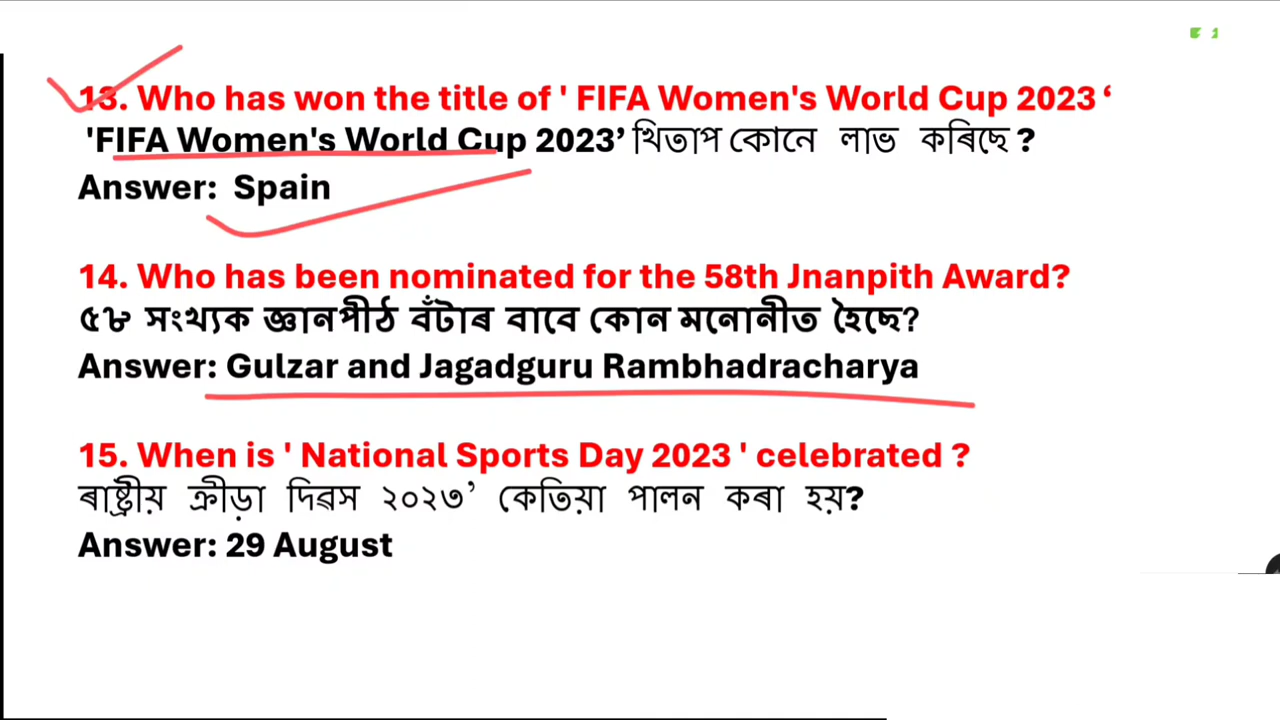 13. Who has won the title of ' FIFA Women's World Cup 2023 ‘
'FIFA Women's World Cup 2023’ খিতাপ কোনে লাভ কৰিছে ?
Answer: Spain
14. Who has been nominated for the 58th Jnanpith Award?
৫৮ সংখ্যক জ্ঞানপীঠ বঁটাৰ বাবে কোন মনোনীত হৈছে?
Answer: Gulzar and Jagadguru Rambhadracharya
15. When is ' National Sports Day 2023 ' celebrated ?
ৰাষ্ট্ৰীয় ক্ৰীড়া দিৱস ২০২৩’ কেতিয়া পালন কৰা হয়?
Answer: 29 August